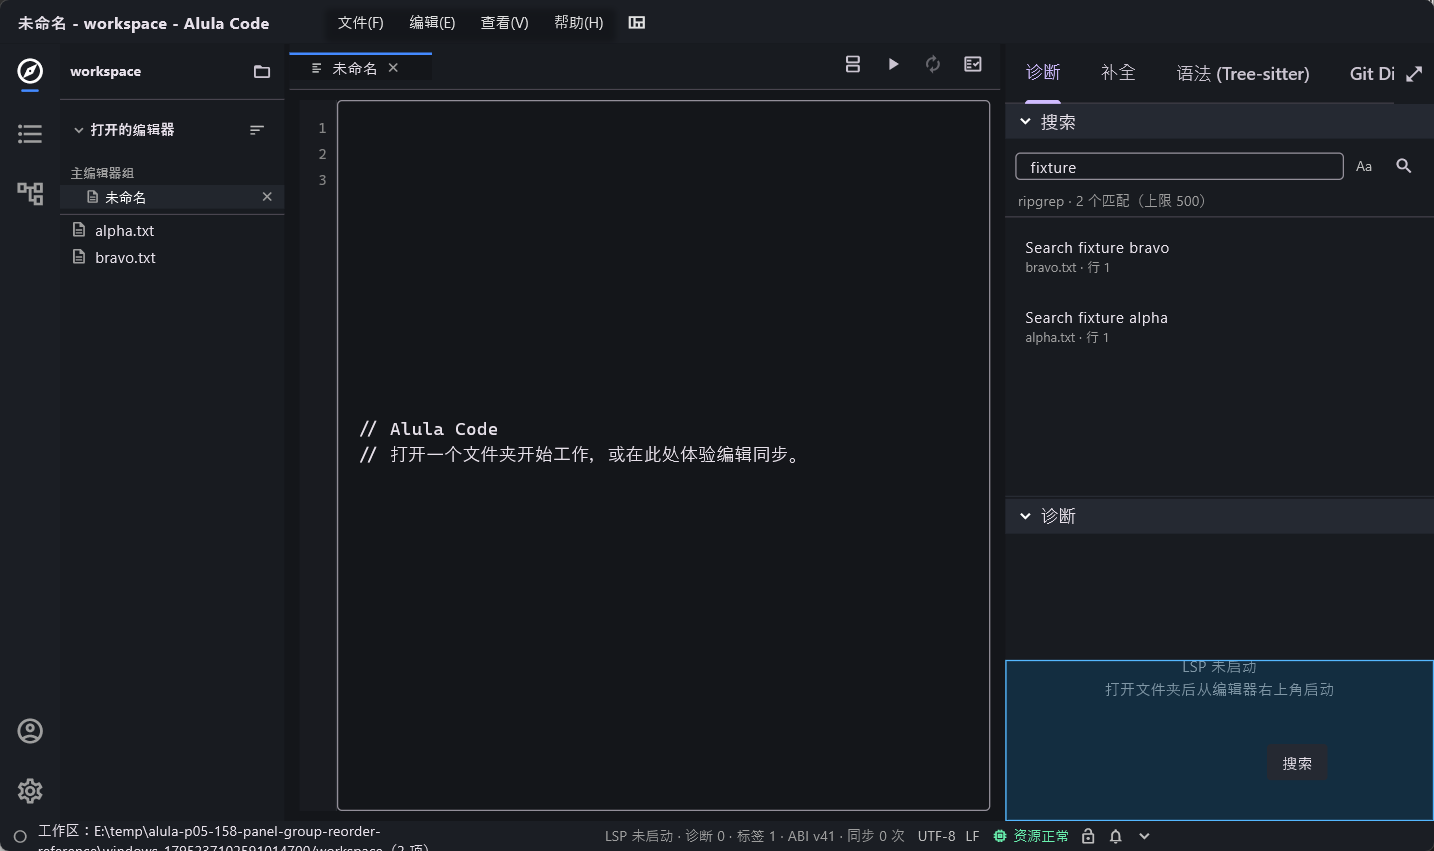 未命名 - workspace - Alula Code
文件(F) 编辑(E) 查看(V) 帮助(H)
workspace
打开的编辑器
主编辑器组
未命名
alpha.txt
bravo.txt
未命名
1
2
3
// Alula Code
// 打开一个文件夹开始工作，或在此处体验编辑同步。
诊断 补全 语法 (Tree-sitter) Git Di
搜索
fixture
Aa
ripgrep · 2 个匹配（上限 500）
Search fixture bravo
bravo.txt · 行 1
Search fixture alpha
alpha.txt · 行 1
诊断
LSP 未启动
打开文件夹后从编辑器右上角启动
搜索
工作区：E:\temp\alula-p05-158-panel-group-reorder-
reference\windows-1795237102591014700/workspace（2 项）
LSP 未启动 · 诊断 0 · 标签 1 · ABI v41 · 同步 0 次 UTF-8 LF 资源正常